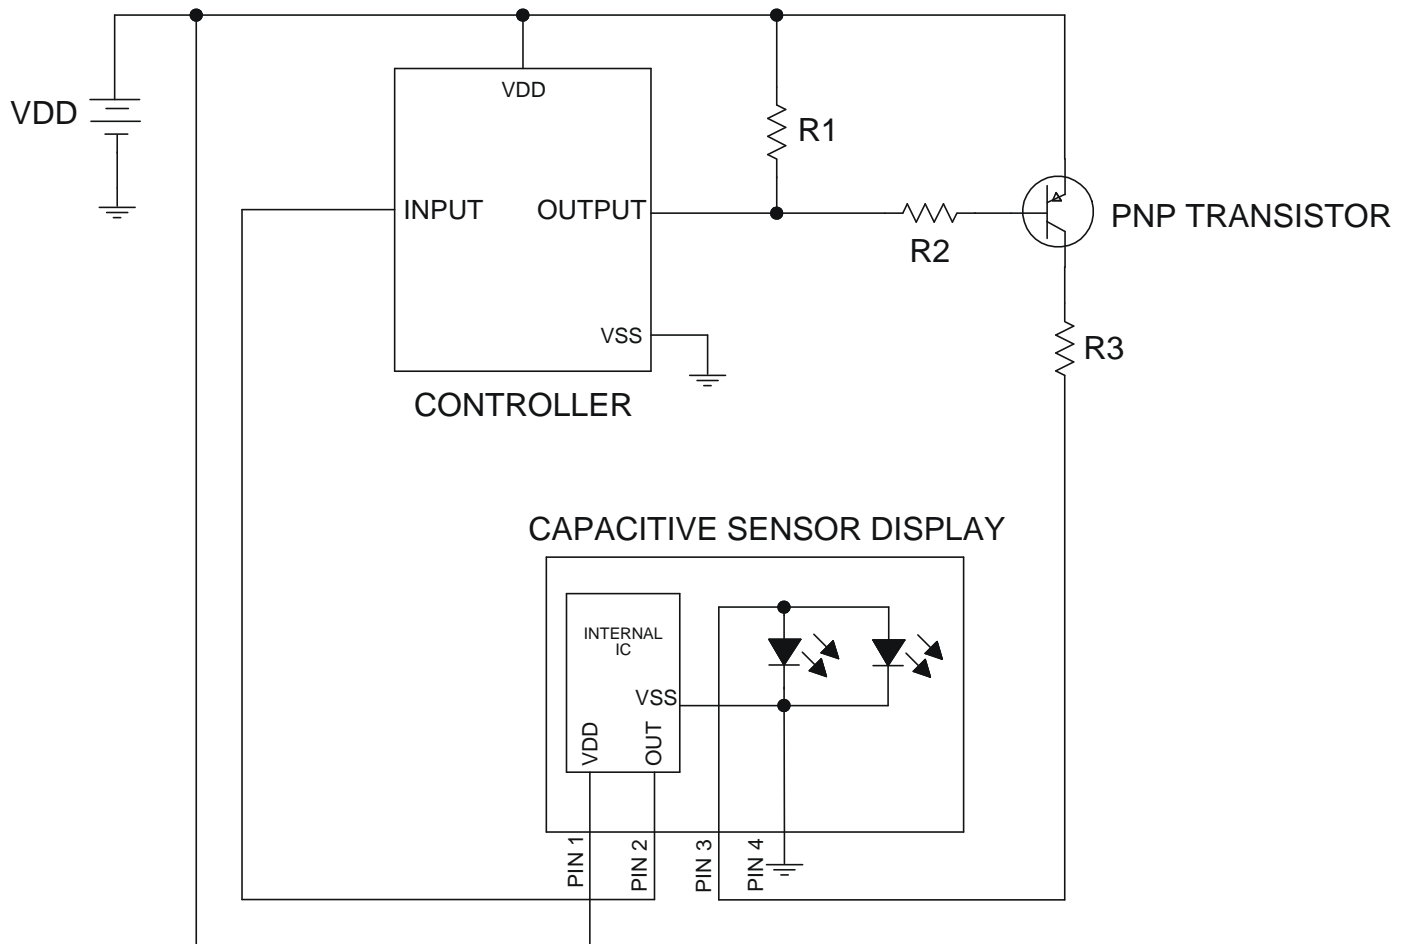 VDD
VDD
R1
INPUT
OUTPUT
PNP TRANSISTOR
R2
VSS
R3
CONTROLLER
CAPACITIVE SENSOR DISPLAY
INTERNAL
IC
VSS
VDD
OUT
PIN 1
PIN 2
PIN 3
PIN 4